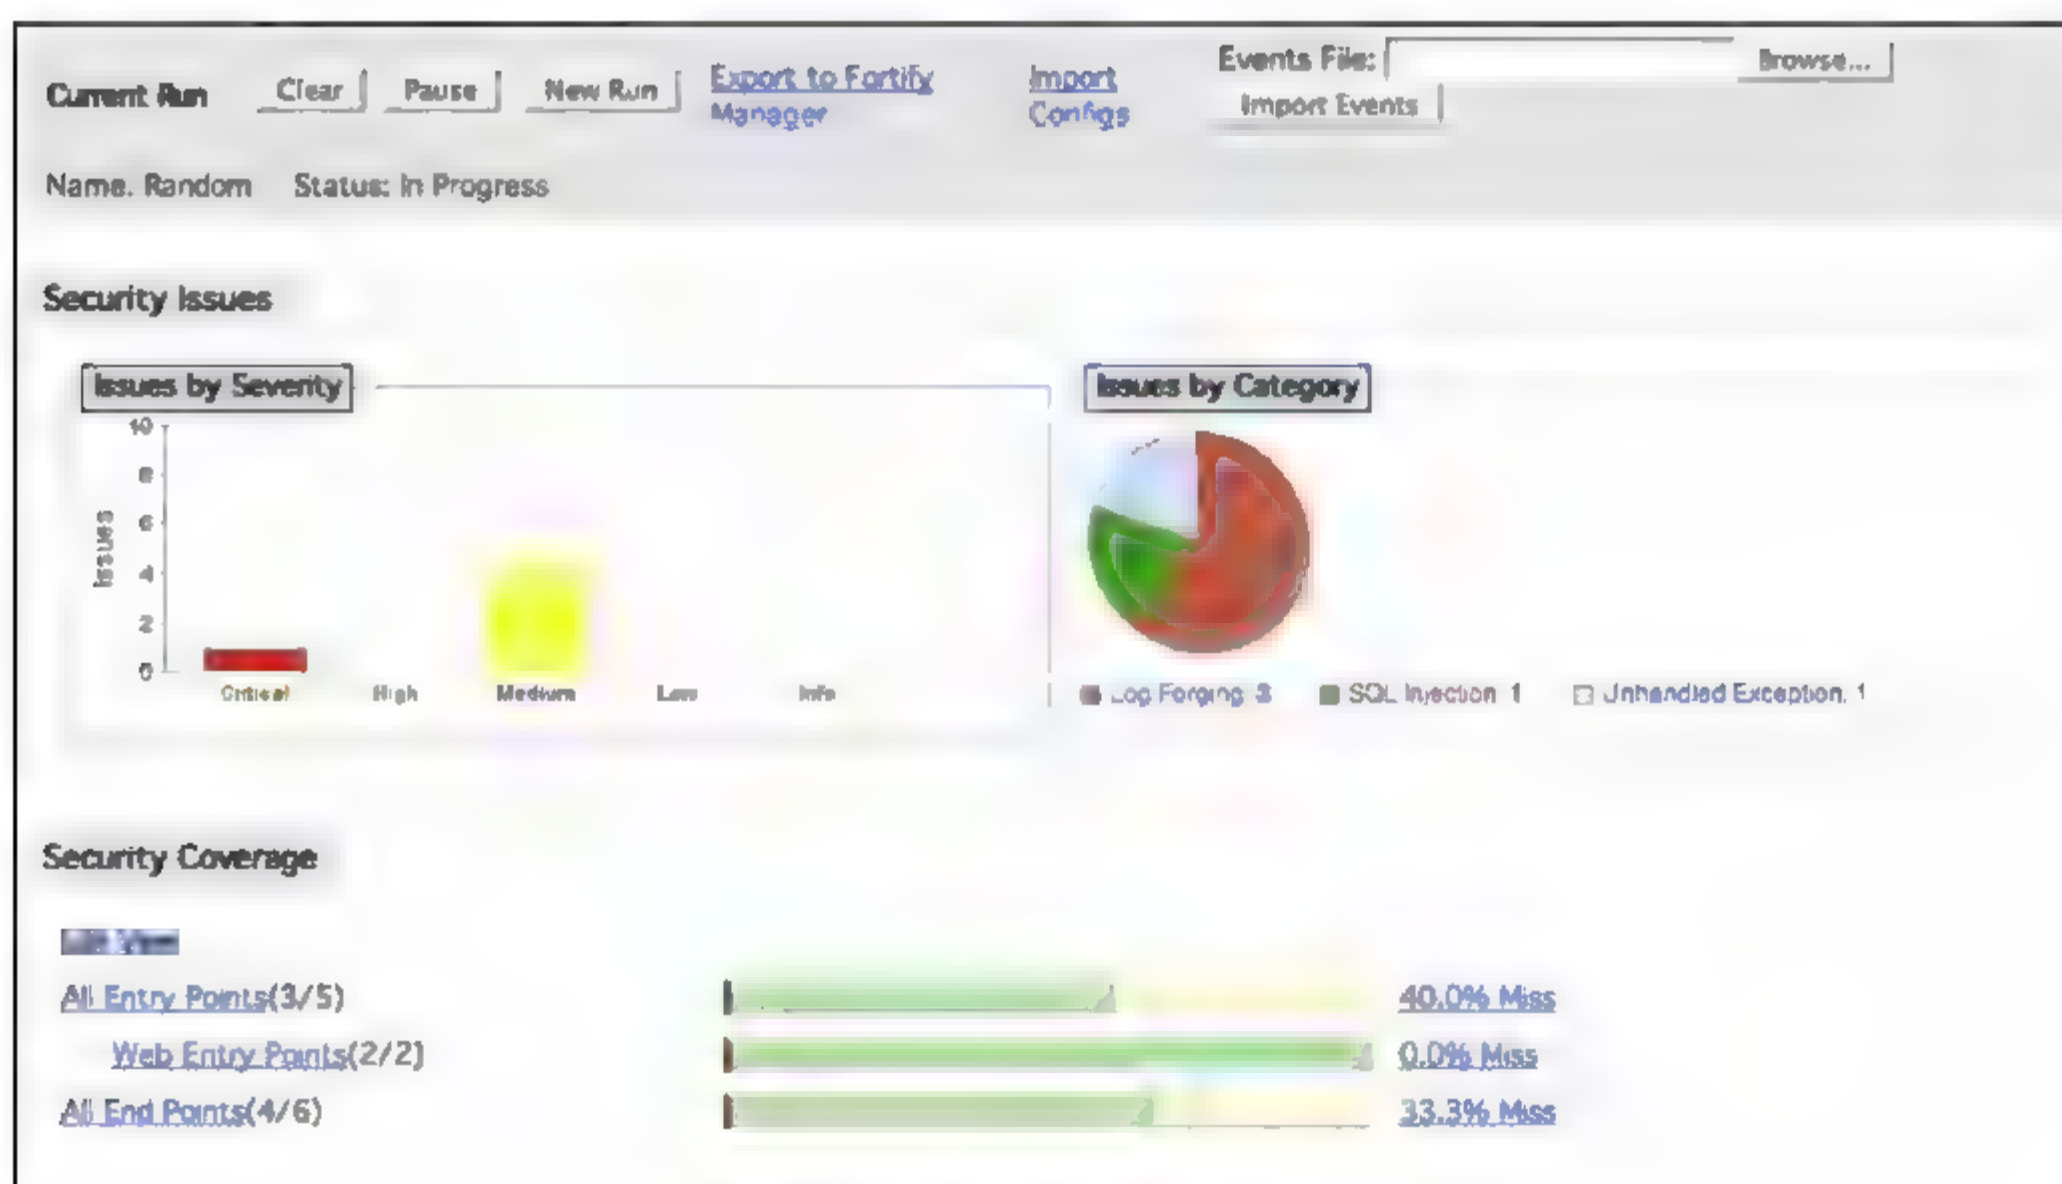 Current Run Clear Pause New Run Export to Fortify Manager Import Configs Events File: Browse...
Import Events
Name. Random Status: In Progress
Security Issues
Issues by Severity
Issues by Category
10
8
6
4
2
0
Issues
Critical High Medium Low Info
Log Forging 3 SQL Injection 1 Unhandled Exception. 1
Security Coverage
All Entry Points(3/5) 40.0% Miss
Web Entry Points(2/2) 0.0% Miss
All End Points(4/6) 33.3% Miss